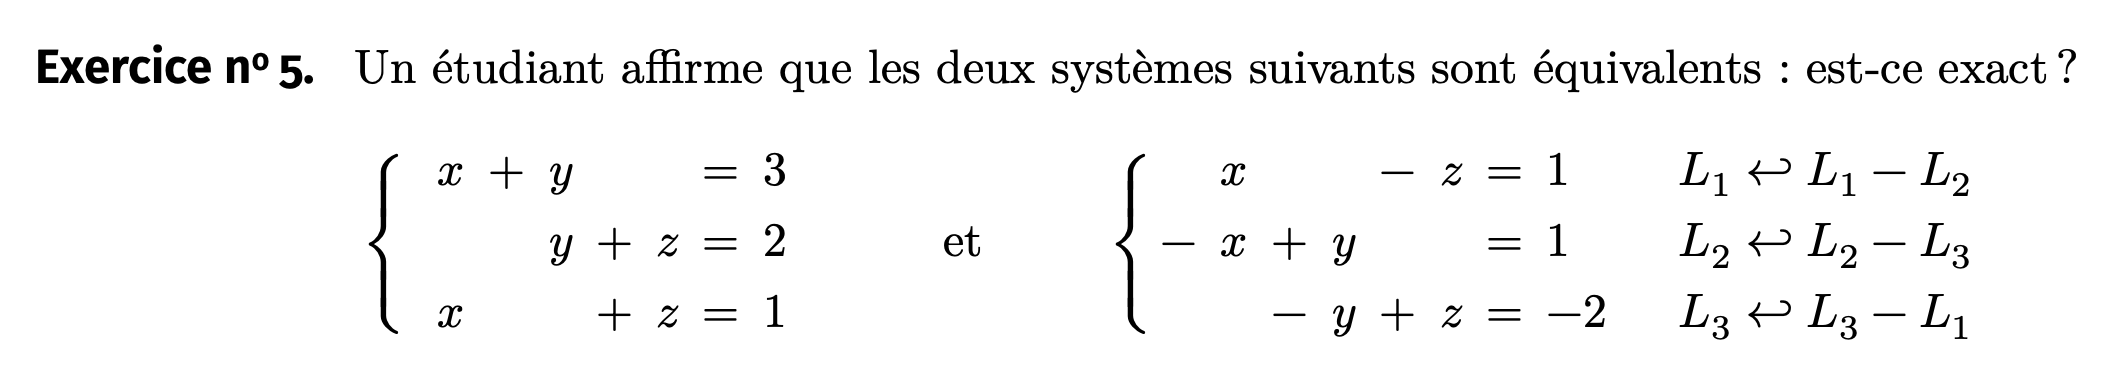 Exercice nº 5. Un étudiant affirme que les deux systèmes suivants sont équivalents : est-ce exact ?
x + y = 3 x − z = 1 L₁ ↩ L₁ − L₂
y + z = 2 et − x + y = 1 L₂ ↩ L₂ − L₃
x + z = 1 − y + z = −2 L₃ ↩ L₃ − L₁